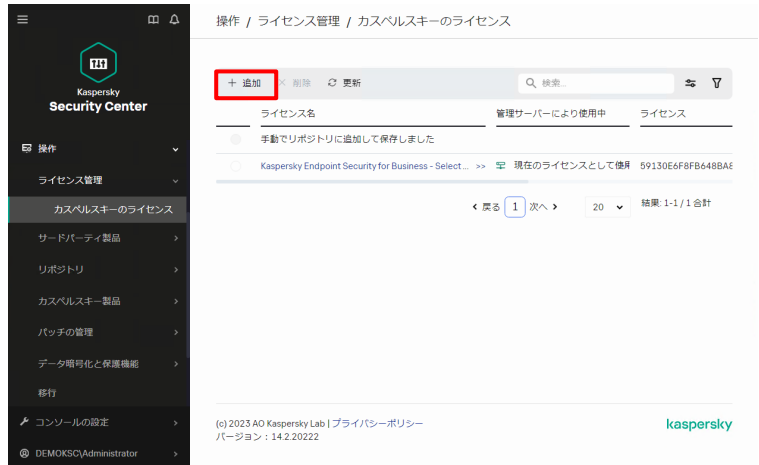 Kaspersky
Security Center
操作
ライセンス管理
カスペルスキーのライセンス
サードパーティ製品
リポジトリ
カスペルスキー製品
パッチの管理
データ暗号化と保護機能
移行
コンソールの設定
DEMOKSC\Administrator
操作 / ライセンス管理 / カスペルスキーのライセンス
+ 追加 × 削除 更新 検索...
ライセンス名 管理サーバーにより使用中 ライセンス
手動でリポジトリに追加して保存しました
Kaspersky Endpoint Security for Business - Select ... >> 現在のライセンスとして使用 59130E6F8FB648BA
戻る 1 次へ 20 結果: 1-1 / 1 合計
(c) 2023 AO Kaspersky Lab | プライバシーポリシー
バージョン : 14.2.20222
kaspersky